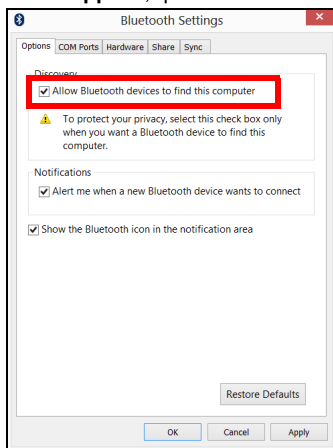 Bluetooth Settings
Options COM Ports Hardware Share Sync
Discovery
Allow Bluetooth devices to find this computer
To protect your privacy, select this check box only
when you want a Bluetooth device to find this
computer.
Notifications
Alert me when a new Bluetooth device wants to connect
Show the Bluetooth icon in the notification area
Restore Defaults
OK Cancel Apply